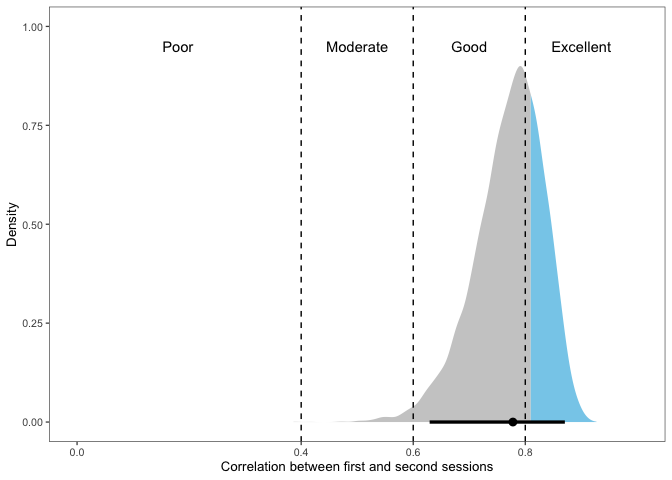 Poor Moderate Good Excellent
1.00
0.75
0.50
0.25
0.00
Density
0.0 0.4 0.6 0.8
Correlation between first and second sessions